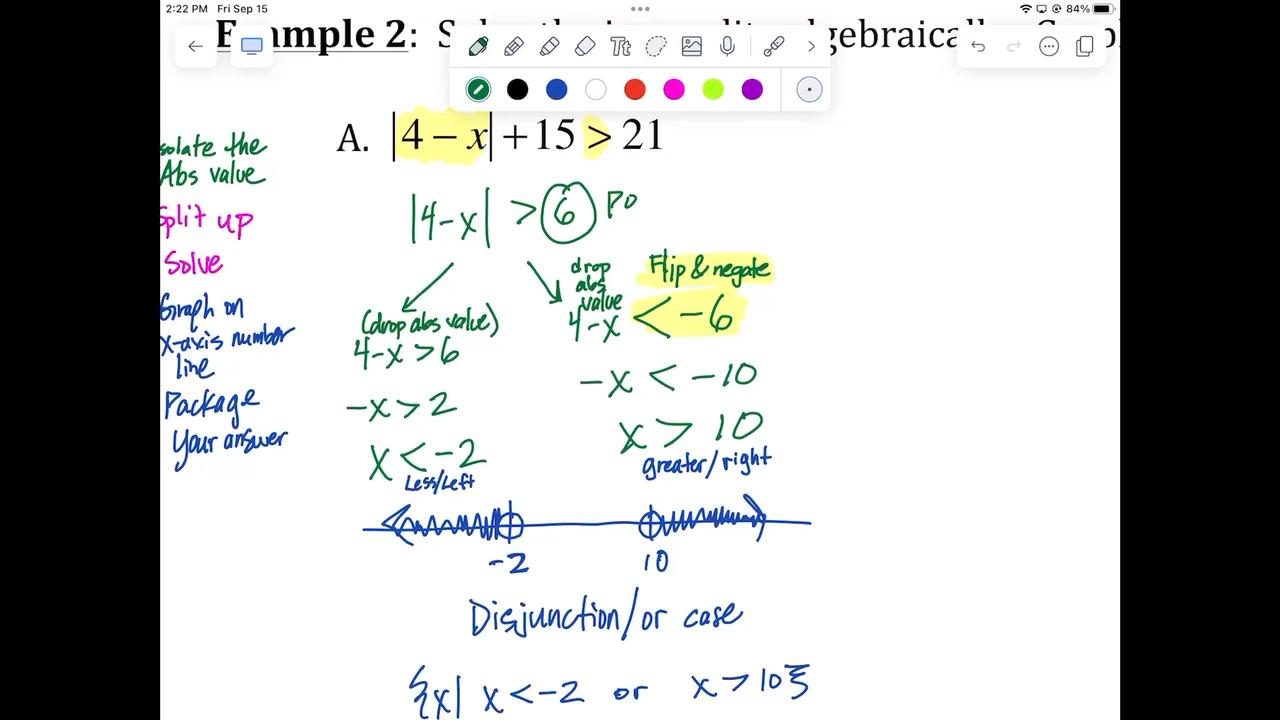 2:22 PM Fri Sep 15
84%
Example 2:
gebraically.
A. |4 − x| + 15 > 21
solate the
Abs value
Split up
Solve
Graph on
x-axis number
line
Package
your answer
|4-x| > 6 PO
(drop abs value)
4-x > 6
-x > 2
x < -2
Less/Left
drop
abs
value
Flip & negate
4-x < -6
-x < -10
x > 10
greater/right
-2
10
Disjunction/or case
{x| x < -2 or x > 10}